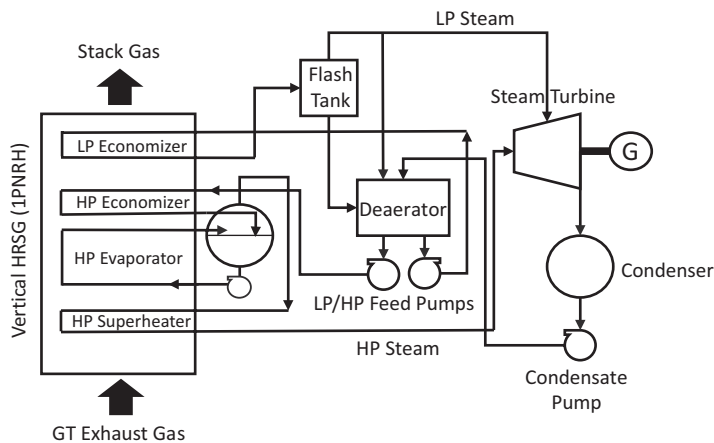 LP Steam
Stack Gas
Flash
Tank
Steam Turbine
G
LP Economizer
HP Economizer
Deaerator
HP Evaporator
Condenser
LP/HP Feed Pumps
HP Superheater
HP Steam
Condensate
Pump
Vertical HRSG (1PNRH)
GT Exhaust Gas